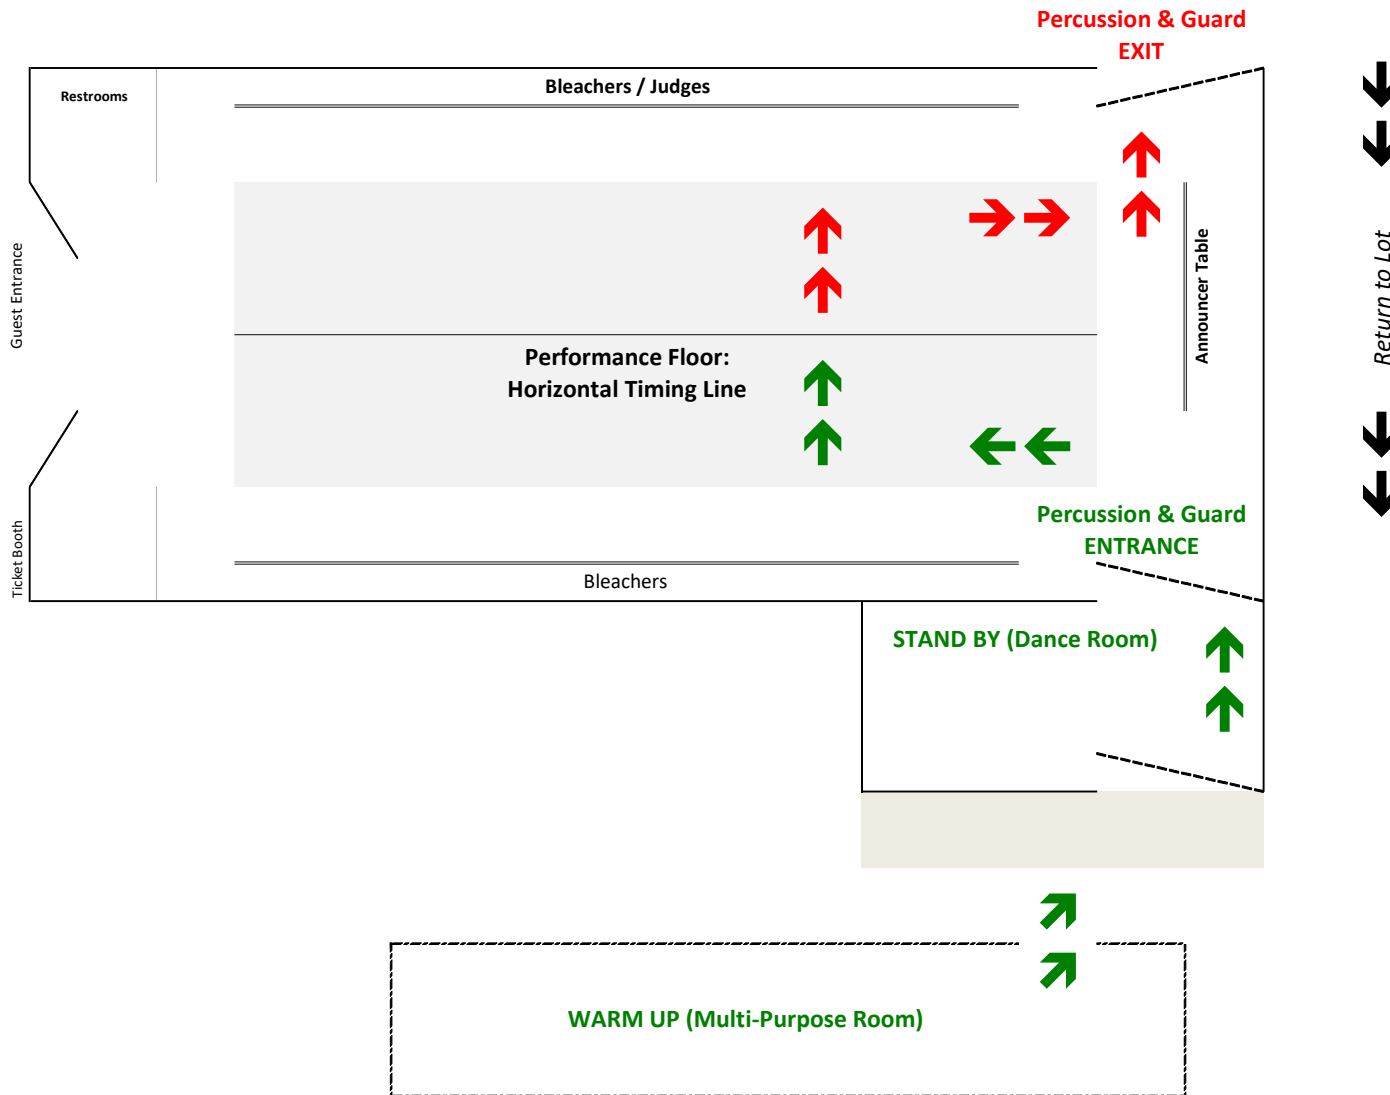 Percussion & Guard
EXIT
Bleachers / Judges
Restrooms
Guest Entrance
Announcer Table
Return to Lot
Performance Floor:
Horizontal Timing Line
Percussion & Guard
ENTRANCE
Ticket Booth
Bleachers
STAND BY (Dance Room)
WARM UP (Multi-Purpose Room)